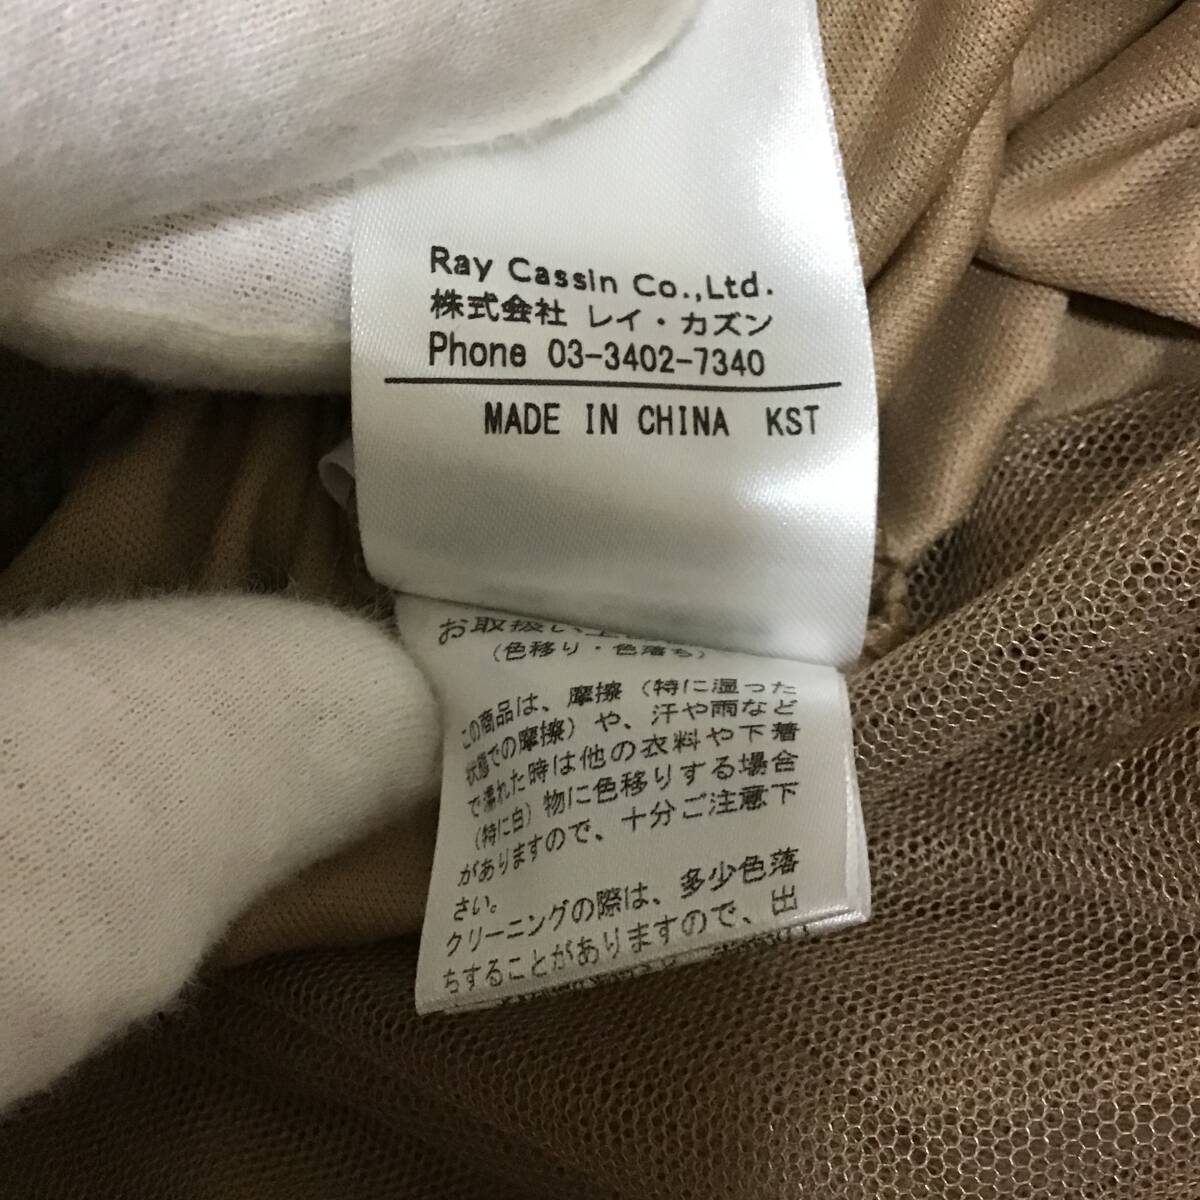 Ray Cassin Co.,Ltd.
株式会社 レイ・カズン
Phone 03-3402-7340
MADE IN CHINA KST
お取扱い上
(色移り・色落ち)
この商品は、摩擦(特に湿った
状態での摩擦)や、汗や雨など
で濡れた時は他の衣料や下着
(特に白)物に色移りする場合
がありますので、十分ご注意下
さい。
クリーニングの際は、多少色落
ちすることがありますので、出